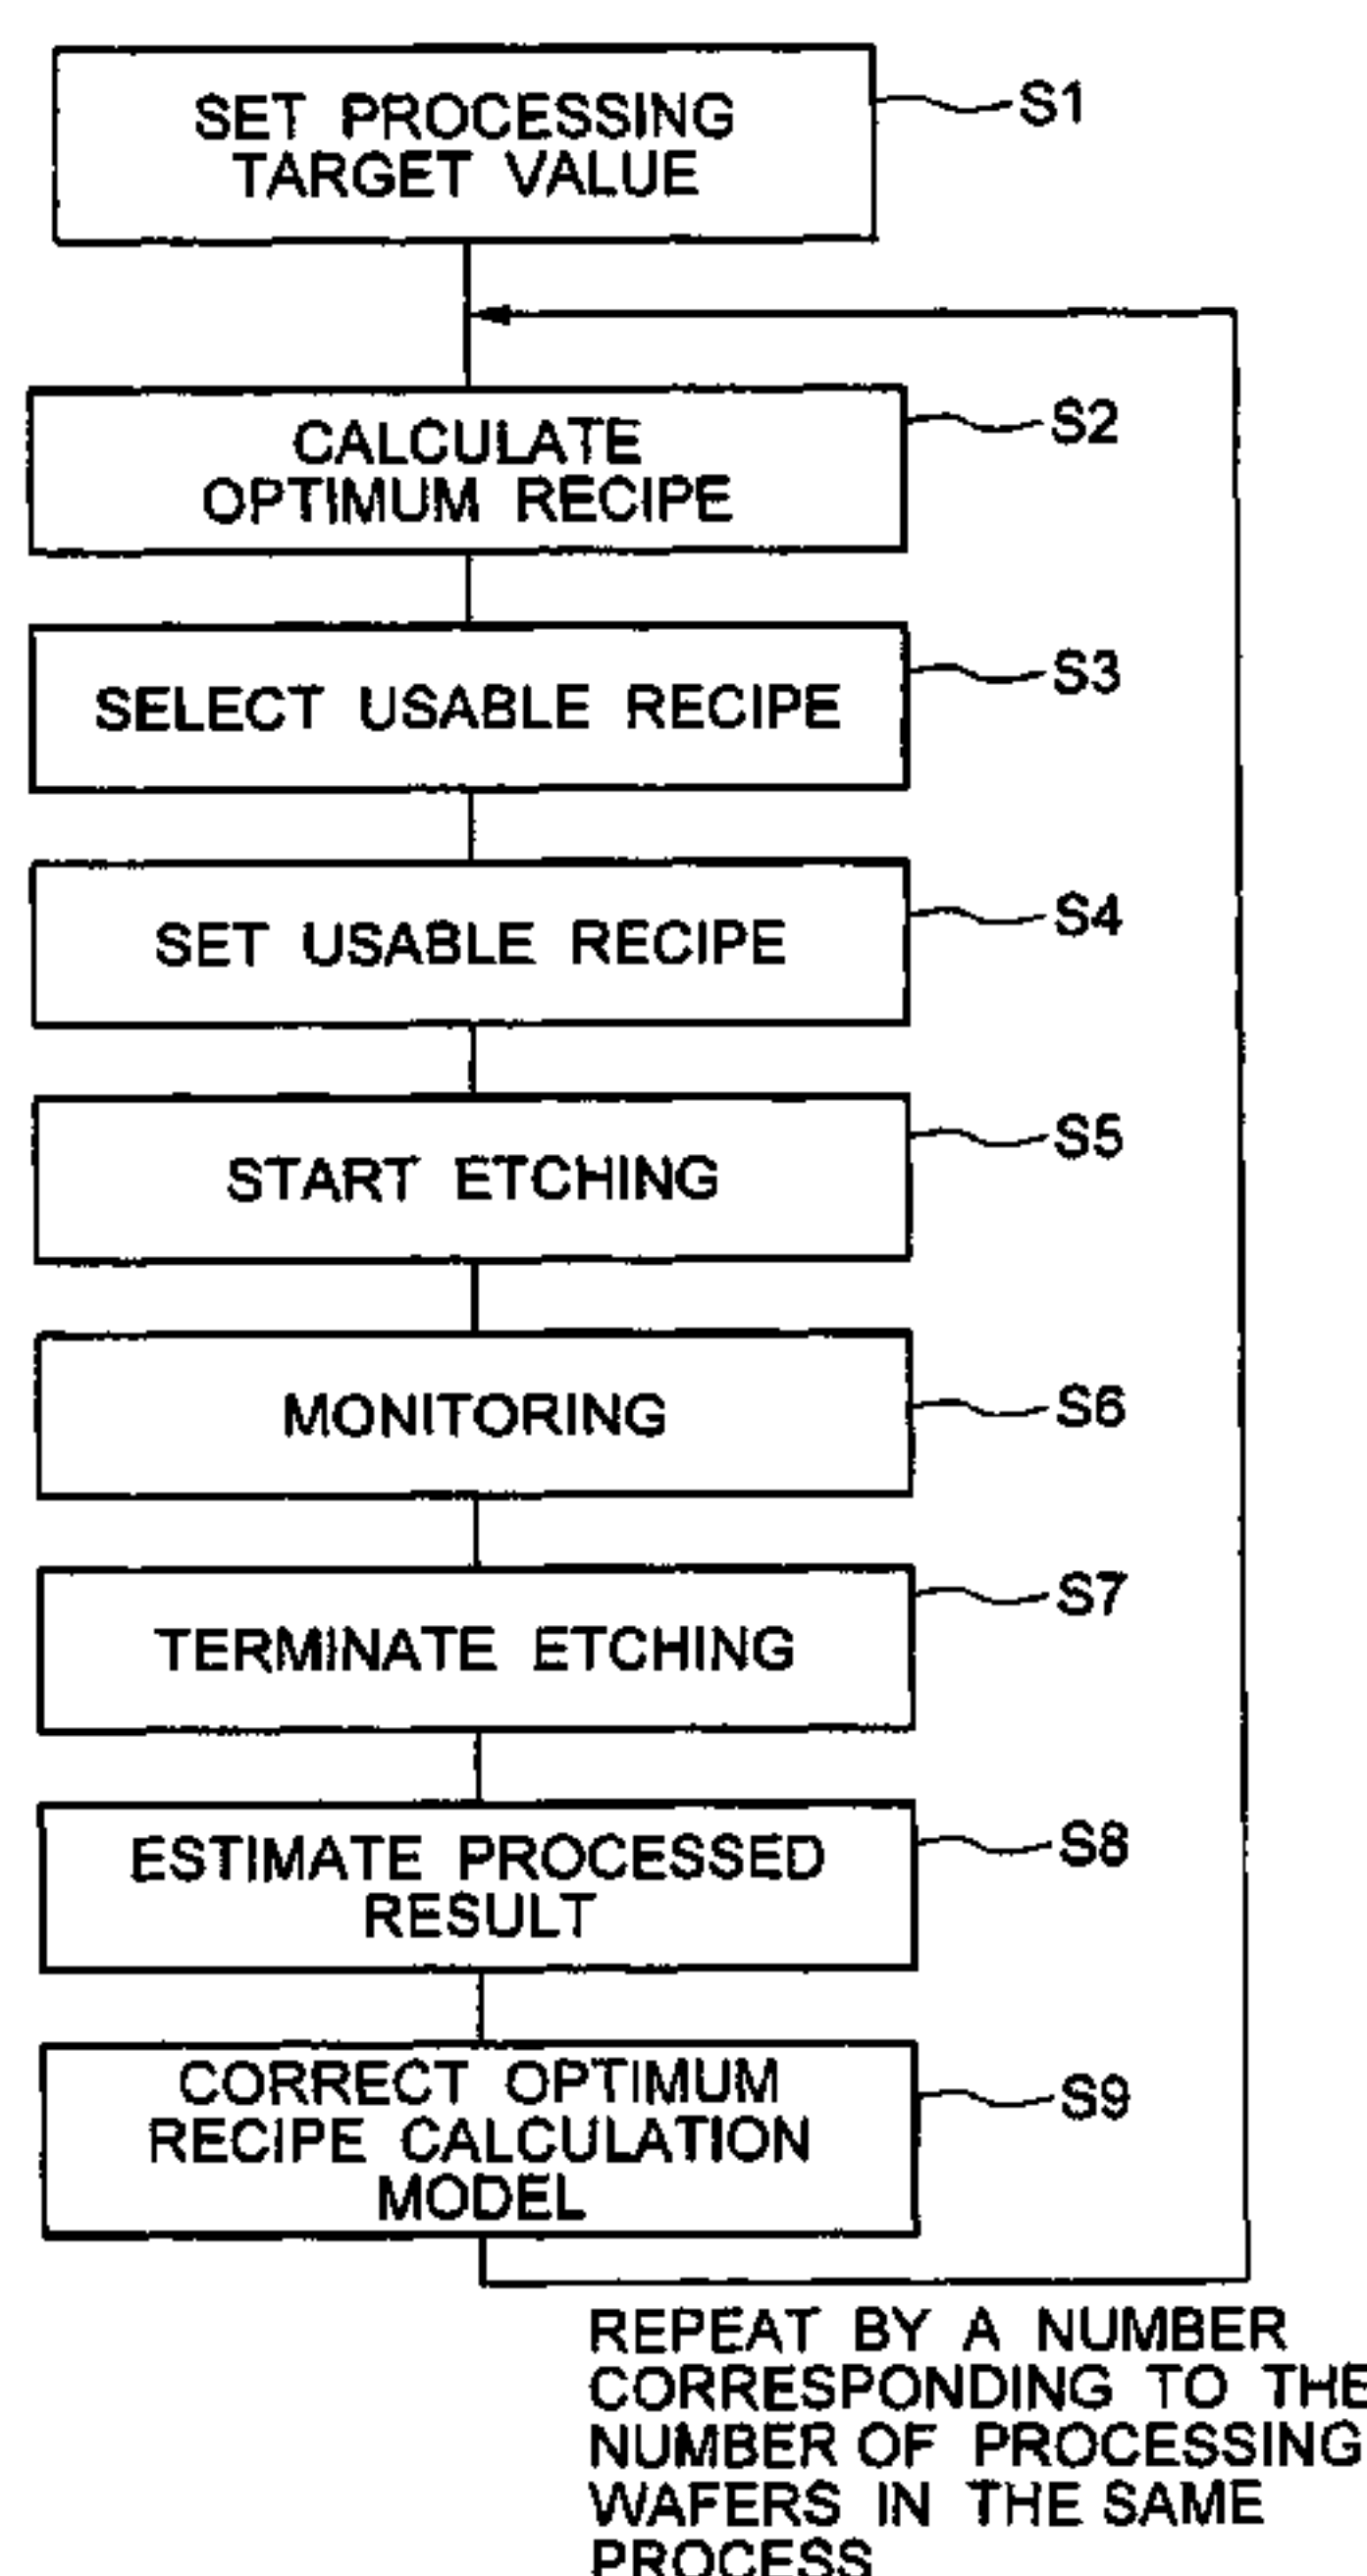 SET PROCESSING
TARGET VALUE
S1
CALCULATE
OPTIMUM RECIPE
S2
SELECT USABLE RECIPE
S3
SET USABLE RECIPE
S4
START ETCHING
S5
MONITORING
S6
TERMINATE ETCHING
S7
ESTIMATE PROCESSED
RESULT
S8
CORRECT OPTIMUM
RECIPE CALCULATION
MODEL
S9
REPEAT BY A NUMBER
CORRESPONDING TO THE
NUMBER OF PROCESSING
WAFERS IN THE SAME
PROCESS